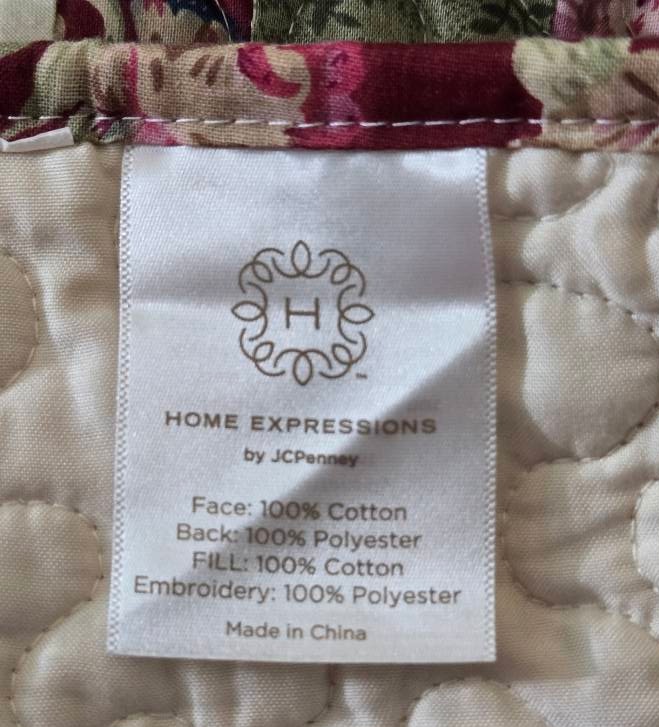 H
™
HOME EXPRESSIONS
by JCPenney
Face: 100% Cotton
Back: 100% Polyester
FILL: 100% Cotton
Embroidery: 100% Polyester
Made in China